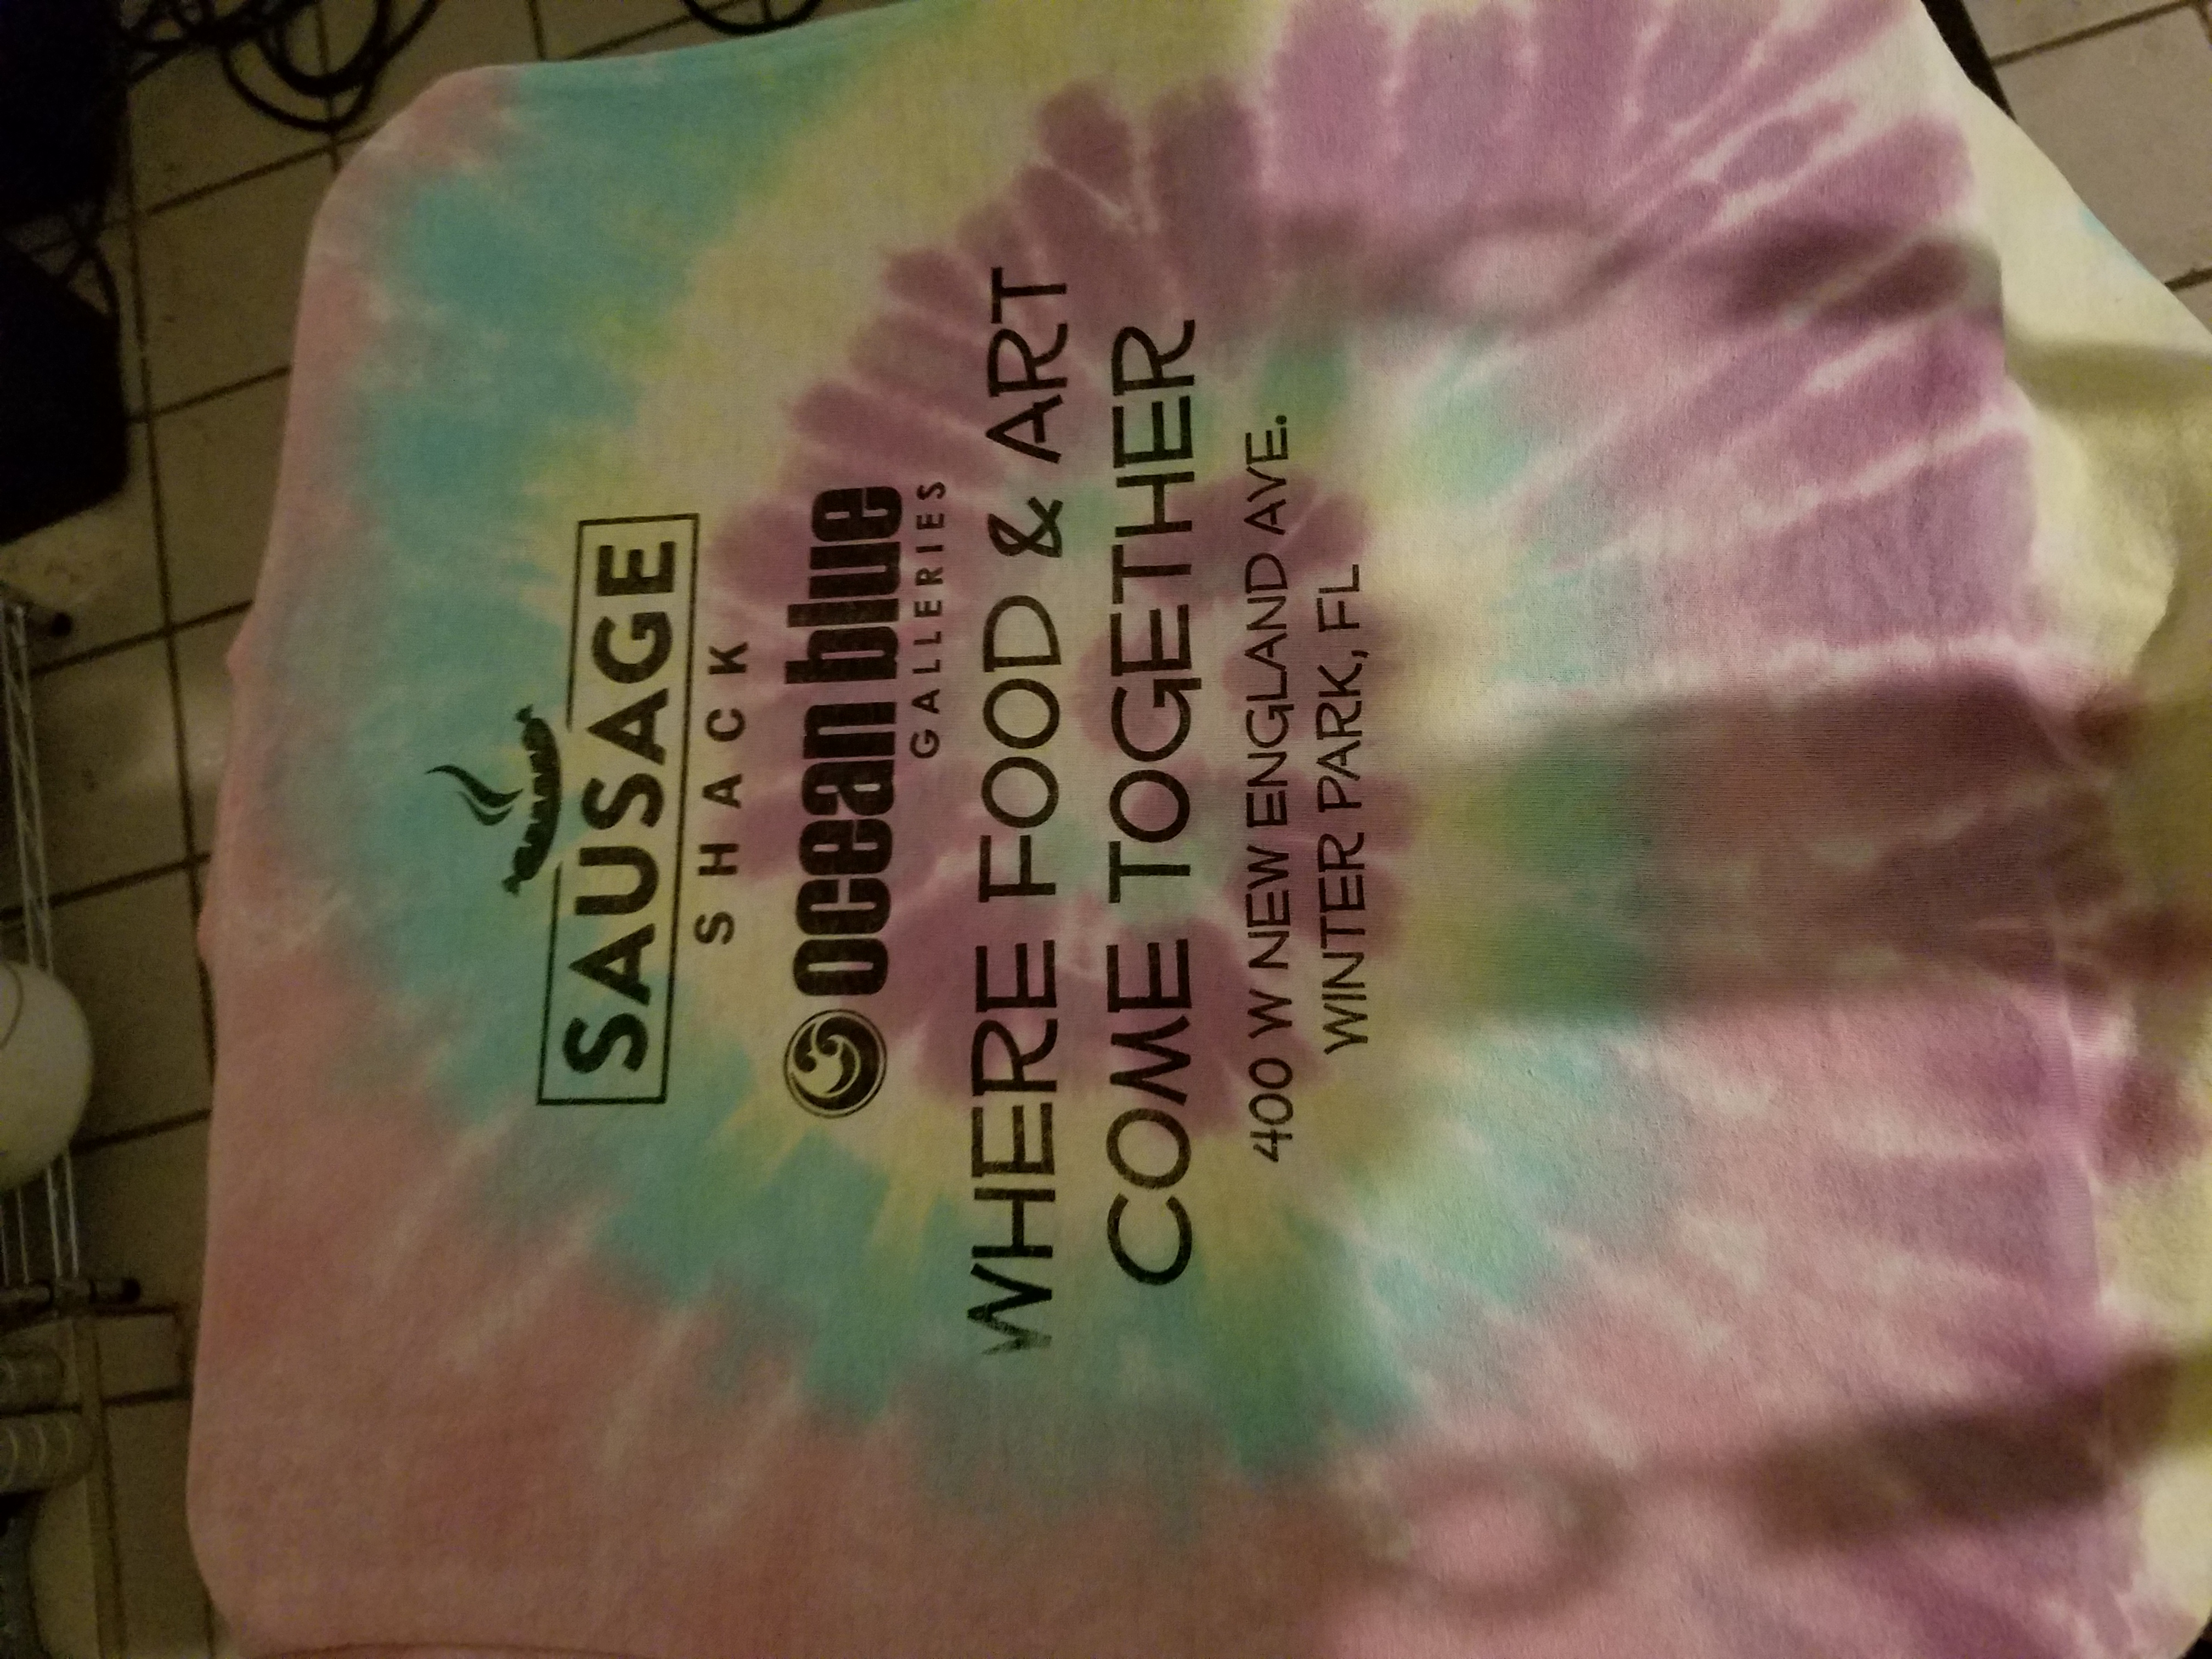 SAUSAGE
SHACK
ocean blue
GALLERIES
WHERE FOOD & ART
COME TOGETHER
400 W NEW ENGLAND AVE.
WINTER PARK, FL